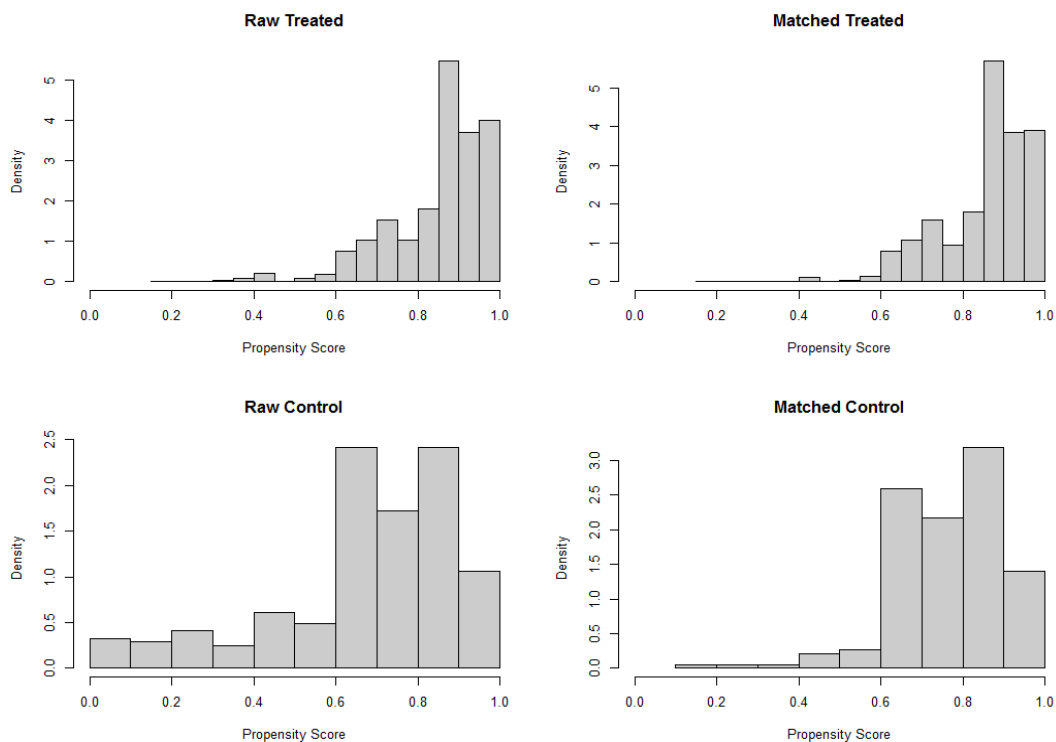 Raw Treated
Density
0 1 2 3 4 5
0.0 0.2 0.4 0.6 0.8 1.0
Propensity Score
Matched Treated
Density
0 1 2 3 4 5
0.0 0.2 0.4 0.6 0.8 1.0
Propensity Score
Raw Control
Density
0.0 0.5 1.0 1.5 2.0 2.5
0.0 0.2 0.4 0.6 0.8 1.0
Propensity Score
Matched Control
Density
0.0 0.5 1.0 1.5 2.0 2.5 3.0
0.0 0.2 0.4 0.6 0.8 1.0
Propensity Score